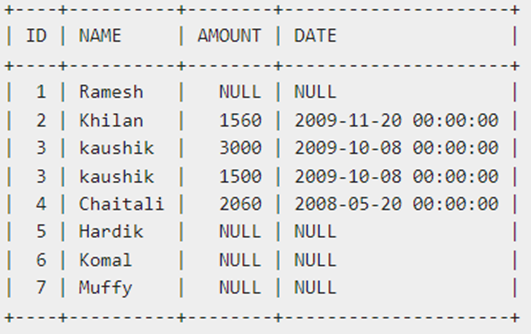 +----+----------+--------+---------------------+
| ID | NAME     | AMOUNT | DATE                |
+----+----------+--------+---------------------+
|  1 | Ramesh   |   NULL | NULL                |
|  2 | Khilan   |   1560 | 2009-11-20 00:00:00 |
|  3 | kaushik  |   3000 | 2009-10-08 00:00:00 |
|  3 | kaushik  |   1500 | 2009-10-08 00:00:00 |
|  4 | Chaitali |   2060 | 2008-05-20 00:00:00 |
|  5 | Hardik   |   NULL | NULL                |
|  6 | Komal    |   NULL | NULL                |
|  7 | Muffy    |   NULL | NULL                |
+----+----------+--------+---------------------+